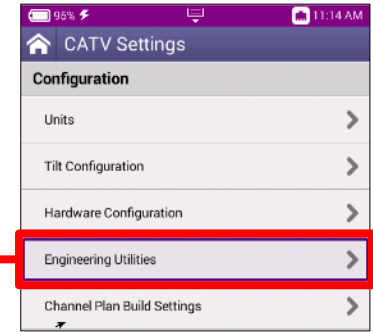 95% 11:14 AM
CATV Settings
Configuration
Units
Tilt Configuration
Hardware Configuration
Engineering Utilities
Channel Plan Build Settings